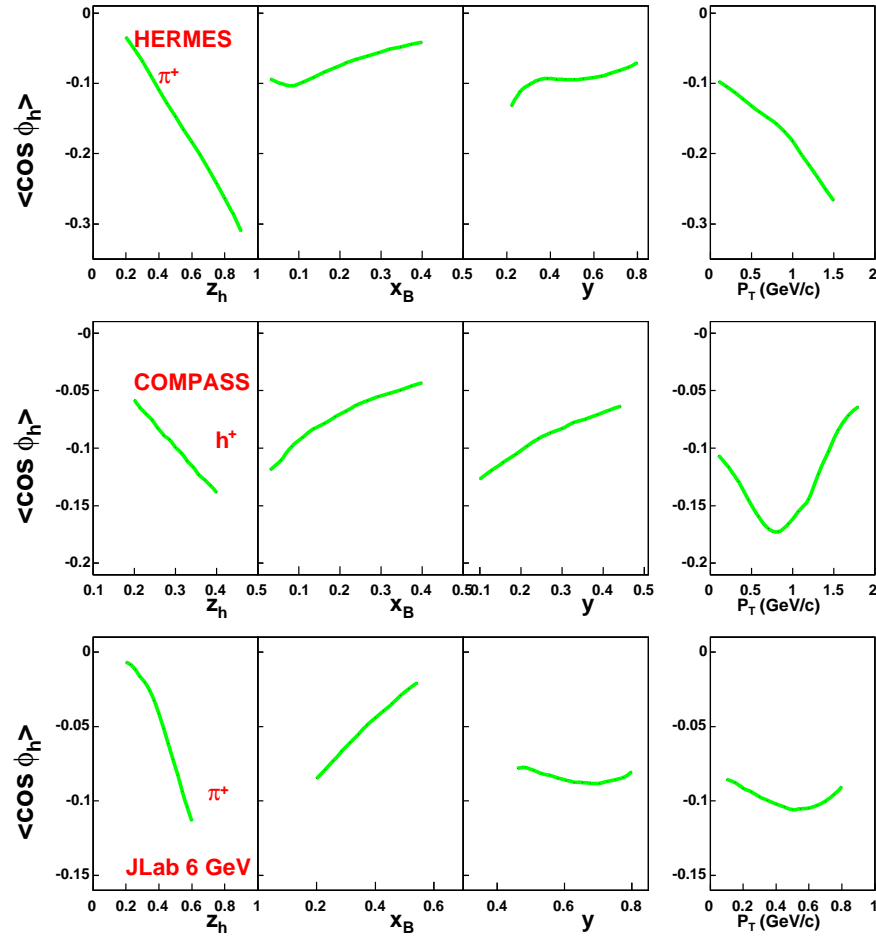 0
HERMES
π⁺
-0.1
-0.2
-0.3
<cos ϕ_h>
0 0.2 0.4 0.6 0.8 1
0.1 0.2 0.3 0.4 0.5
0.2 0.4 0.6 0.8
0 0.5 1 1.5 2
z_h x_B y P_T (GeV/c)
0
-0.1
-0.2
-0.3
-0
COMPASS
h⁺
-0.05
-0.1
-0.15
-0.2
<cos ϕ_h>
0.1 0.2 0.3 0.4 0.5
0.1 0.2 0.3 0.4 0.5
0.1 0.2 0.3 0.4 0.5
0 0.5 1 1.5 2
z_h x_B y P_T (GeV/c)
-0
-0.05
-0.1
-0.15
-0.2
0
-0.05
π⁺
-0.1
JLab 6 GeV
-0.15
<cos ϕ_h>
0 0.2 0.4 0.6 0.8 1
0.2 0.4 0.6
0.4 0.6 0.8
0 0.2 0.4 0.6 0.8 1
z_h x_B y P_T (GeV/c)
0
-0.05
-0.1
-0.15